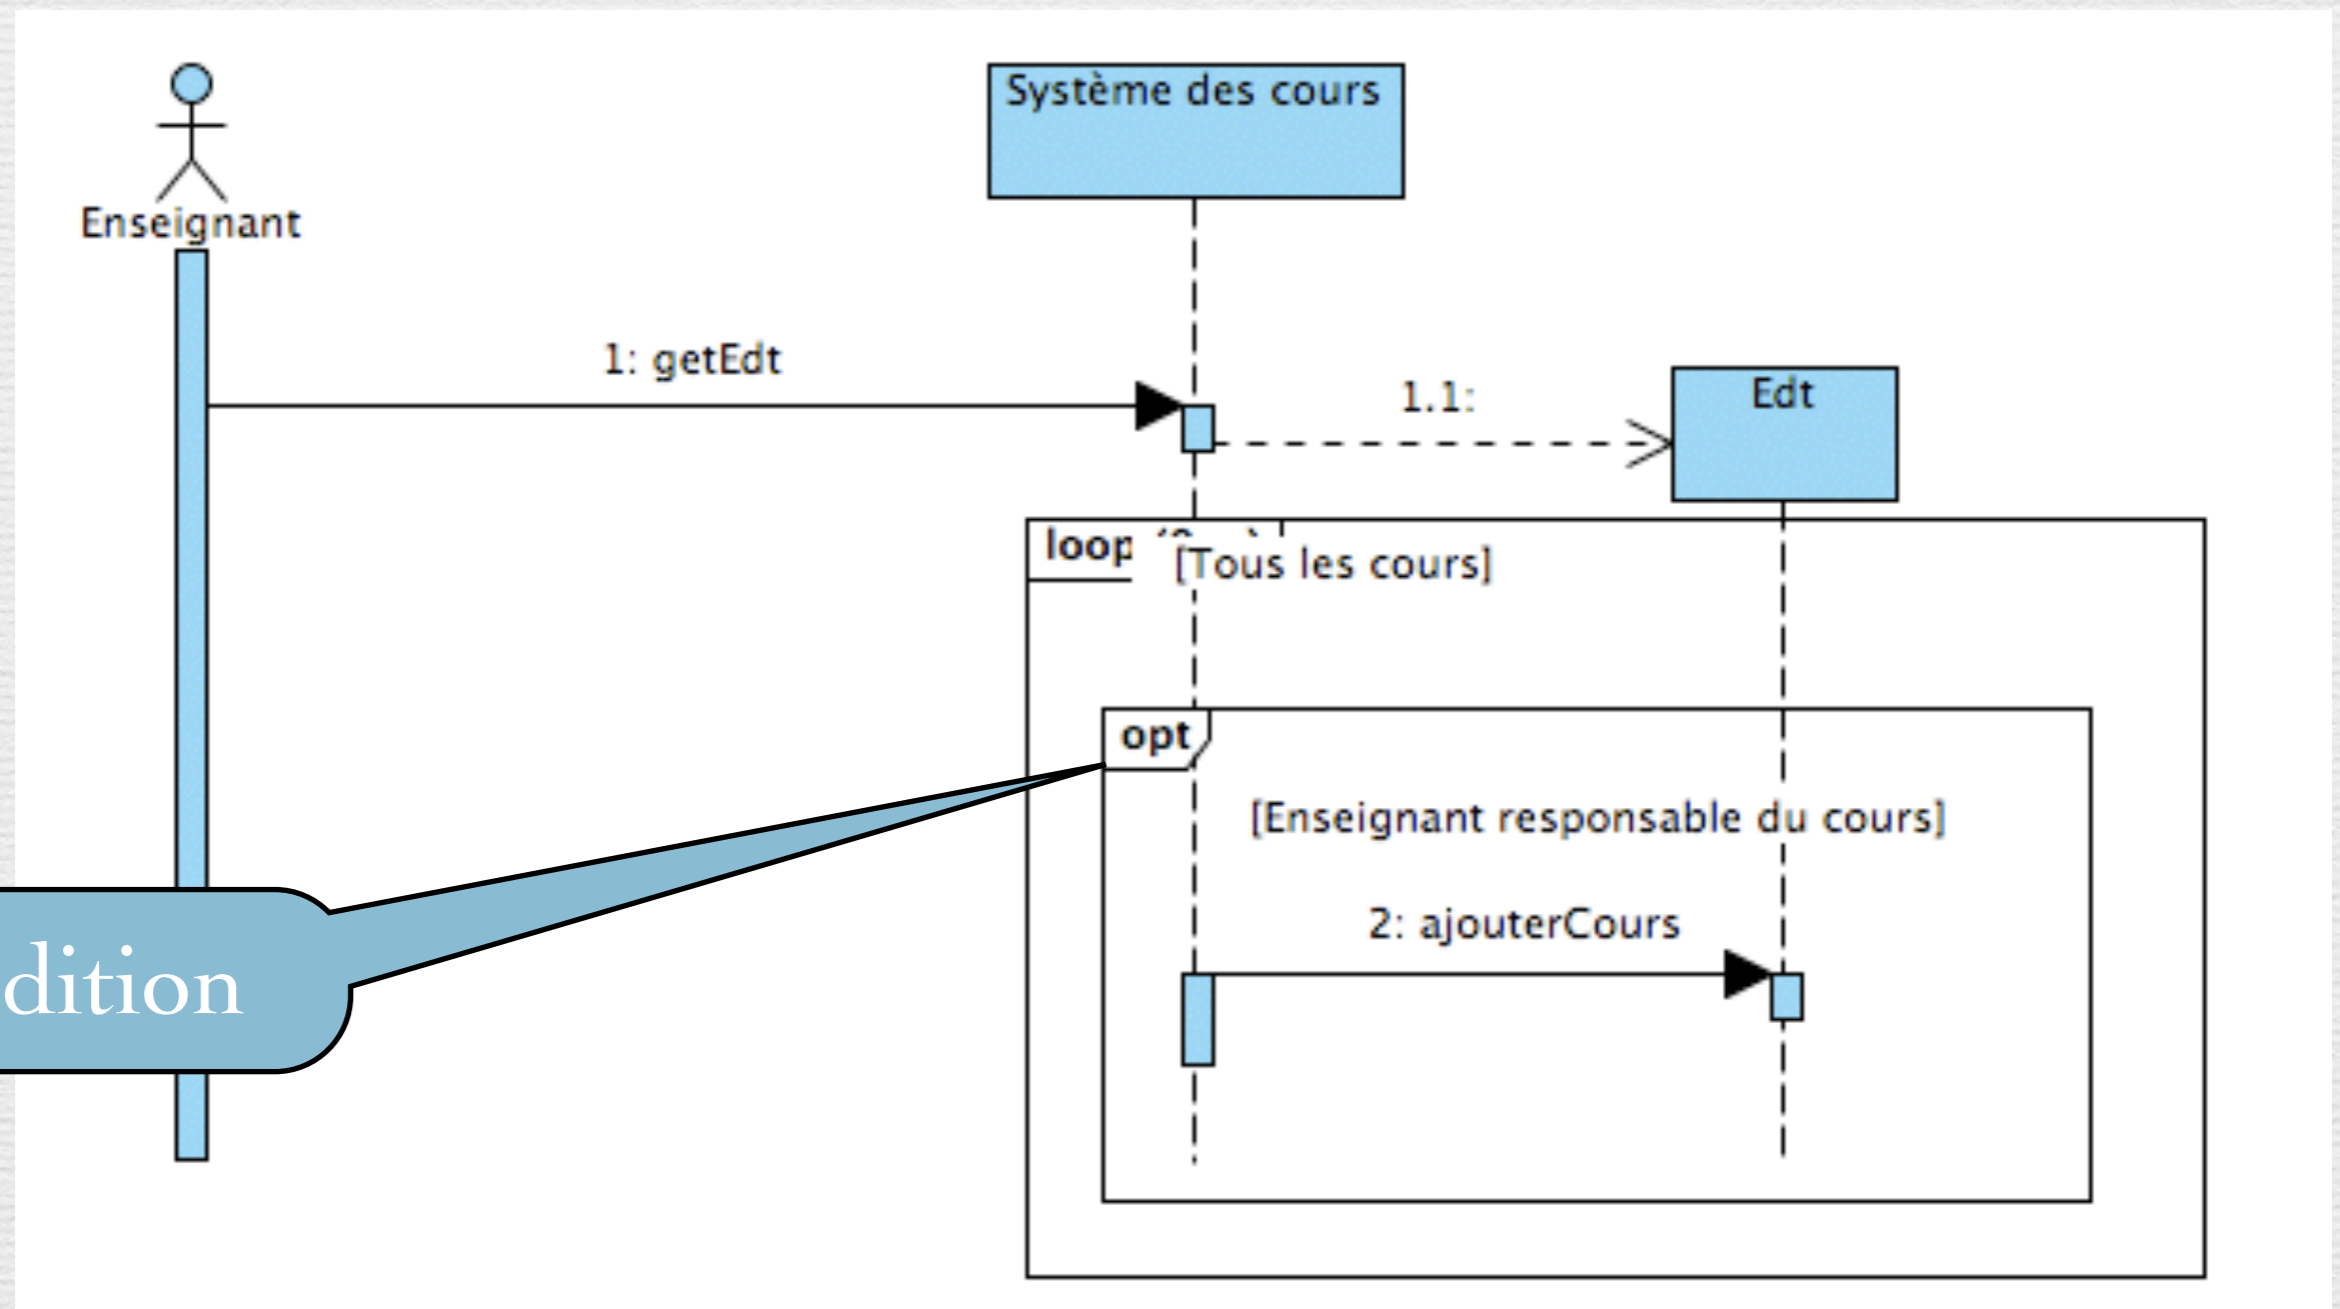 Système des cours
Enseignant
1: getEdt
1.1:
Edt
loop
[Tous les cours]
opt
[Enseignant responsable du cours]
2: ajouterCours
dition